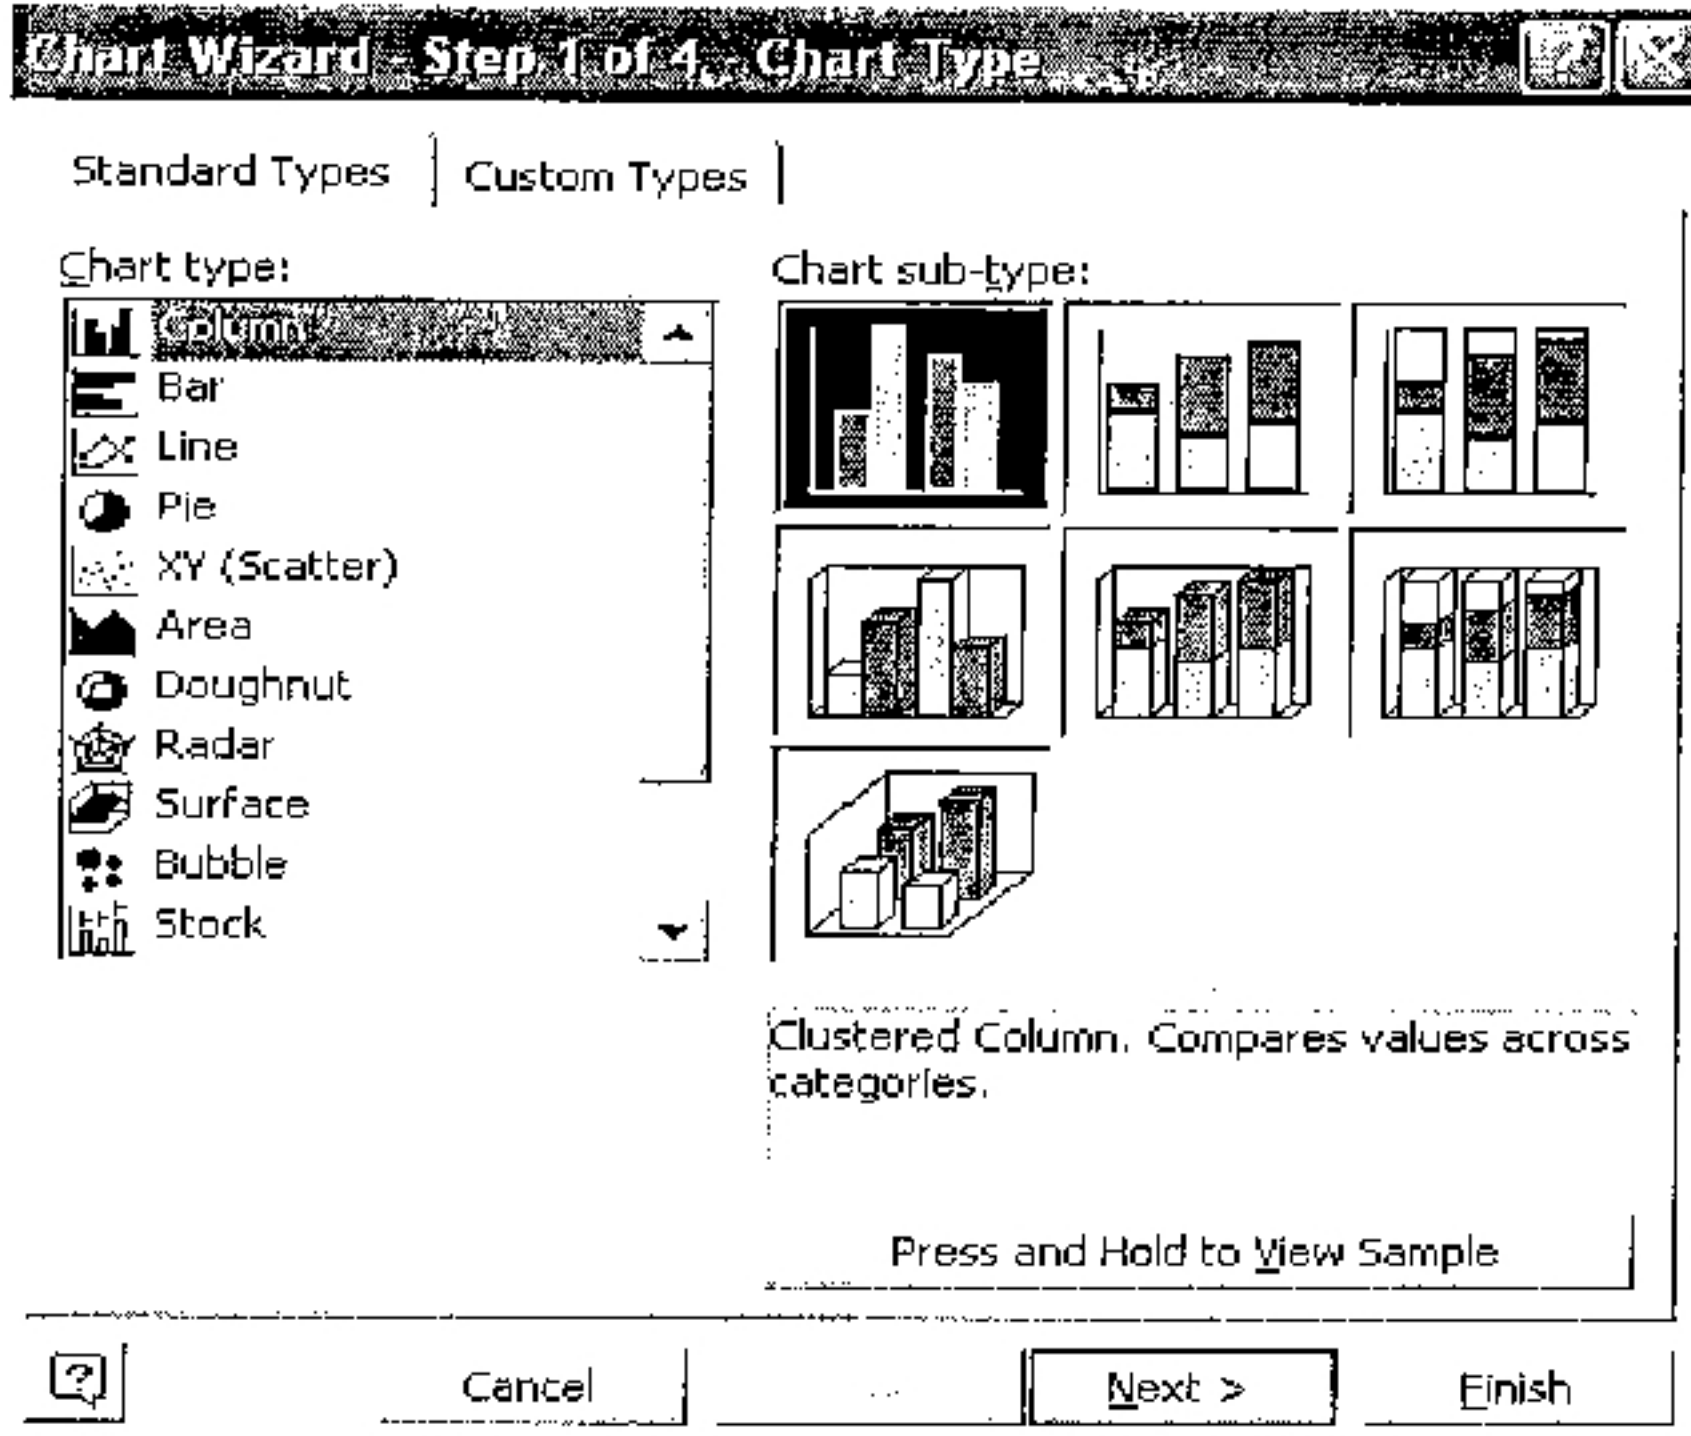 Chart Wizard - Step 1 of 4 - Chart Type
Standard Types
Custom Types
Chart type:
Column
Bar
Line
Pie
XY (Scatter)
Area
Doughnut
Radar
Surface
Bubble
Stock
Chart sub-type:
Clustered Column. Compares values across
categories.
Press and Hold to View Sample
Cancel
Next >
Finish